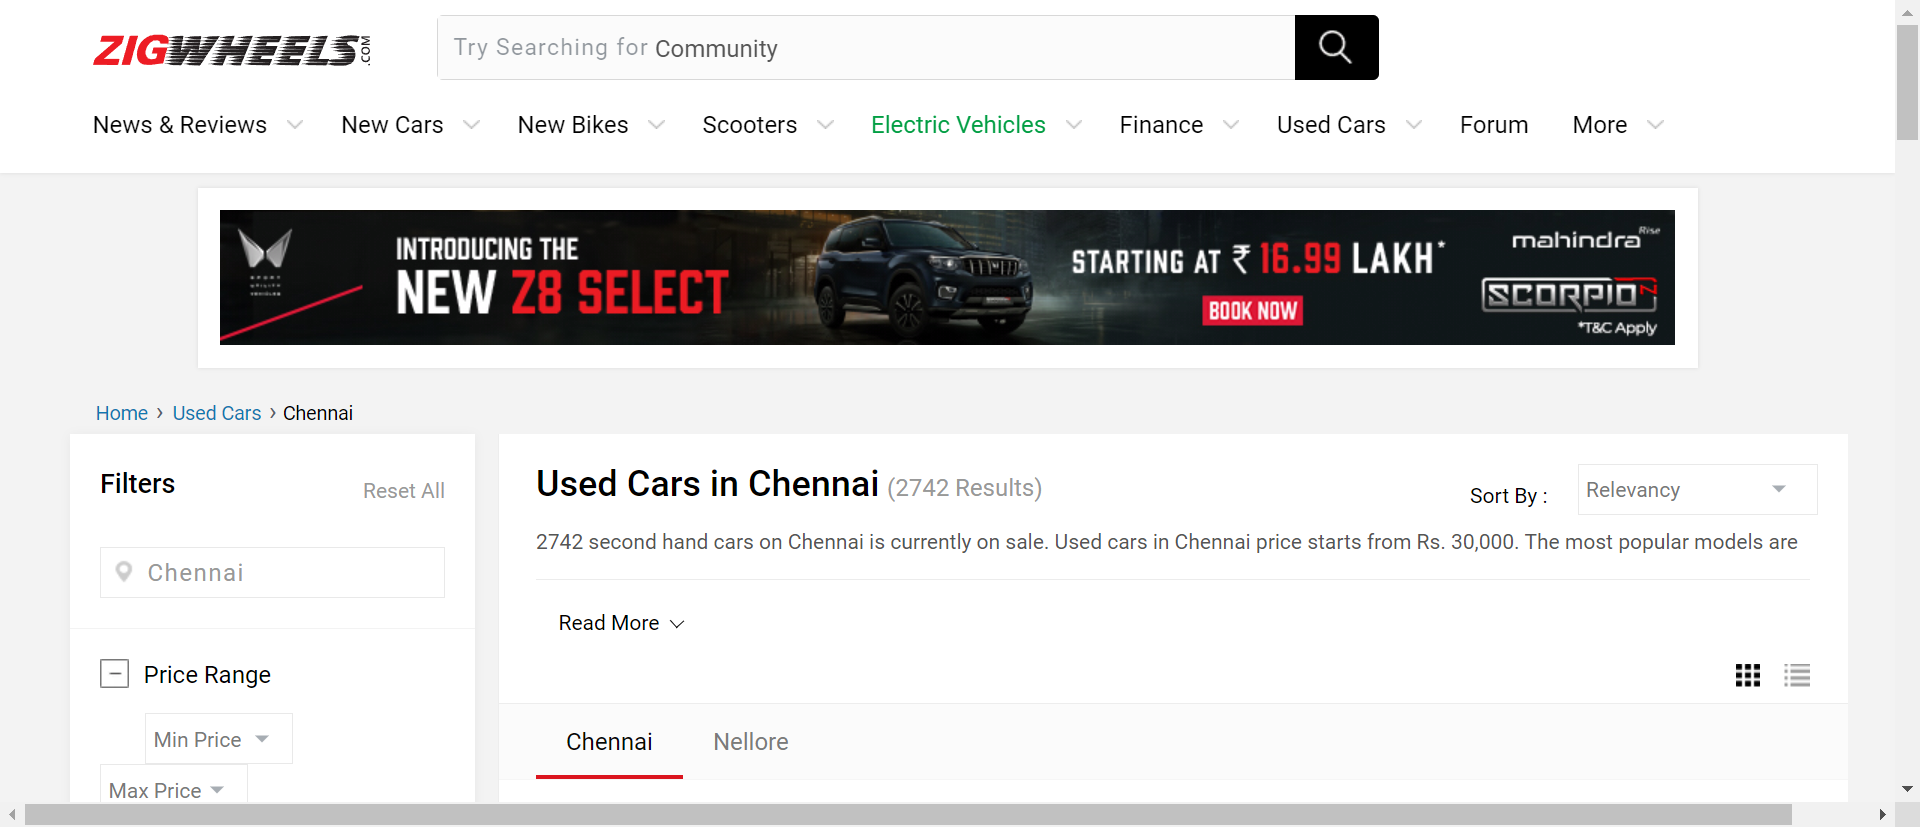 ZIGWHEELS.COM
Try Searching for Community
News & Reviews New Cars New Bikes Scooters Electric Vehicles Finance Used Cars Forum More
SPORT
UTILITY
VEHICLES
INTRODUCING THE
NEW Z8 SELECT
STARTING AT ₹ 16.99 LAKH*
BOOK NOW
mahindra Rise
SCORPIO N
*T&C Apply
Home › Used Cars › Chennai
Filters
Reset All
Chennai
Price Range
Min Price
Max Price
Used Cars in Chennai (2742 Results)
Sort By : Relevancy
2742 second hand cars on Chennai is currently on sale. Used cars in Chennai price starts from Rs. 30,000. The most popular models are
Read More
Chennai Nellore